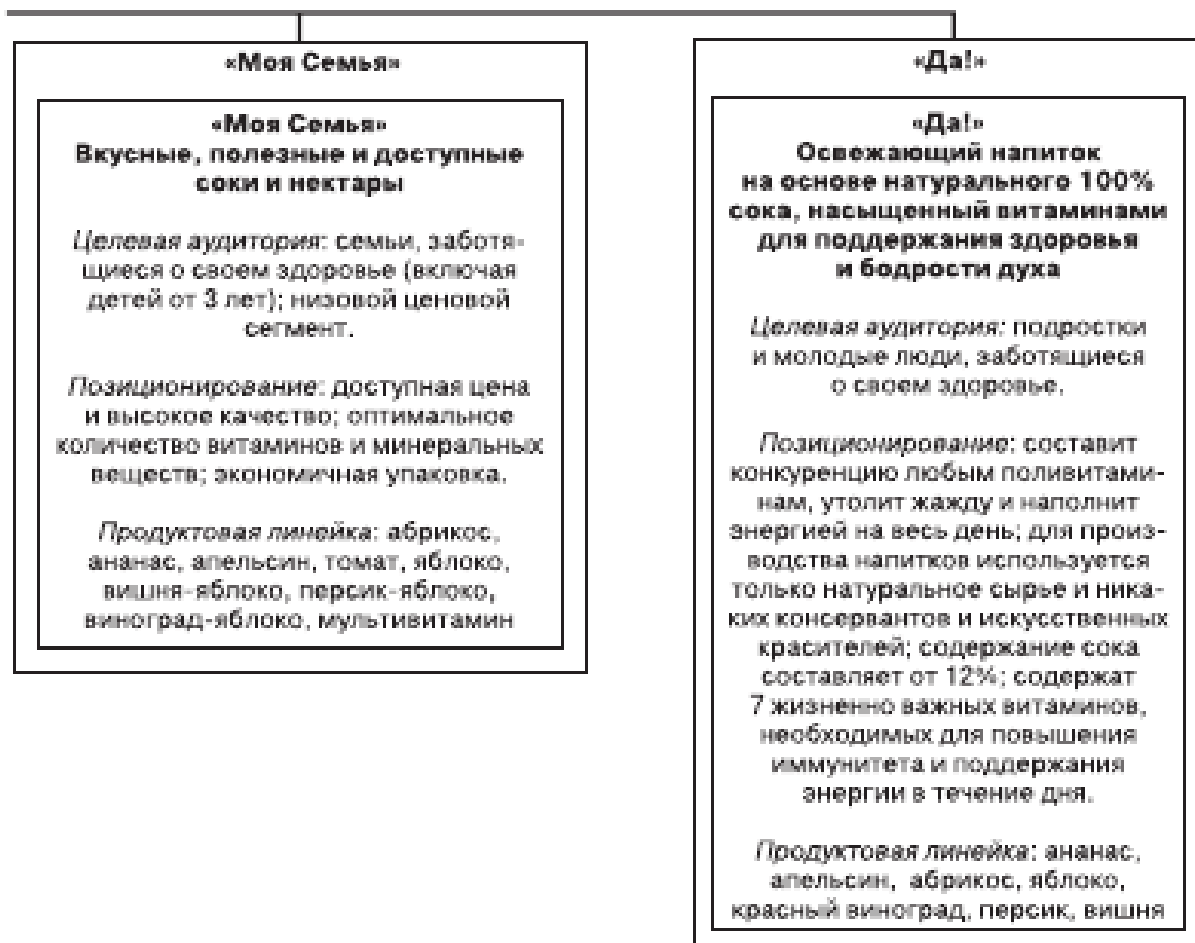 «Моя Семья»
«Моя Семья»
Вкусные, полезные и доступные
соки и нектары
Целевая аудитория: семьи, заботя-
щиеся о своем здоровье (включая
детей от 3 лет); низовой ценовой
сегмент.
Позиционирование: доступная цена
и высокое качество; оптимальное
количество витаминов и минеральных
веществ; экономичная упаковка.
Продуктовая линейка: абрикос,
ананас, апельсин, томат, яблоко,
вишня-яблоко, персик-яблоко,
виноград-яблоко, мультивитамин
«Да!»
«Да!»
Освежающий напиток
на основе натурального 100%
сока, насыщенный витаминами
для поддержания здоровья
и бодрости духа
Целевая аудитория: подростки
и молодые люди, заботящиеся
о своем здоровье.
Позиционирование: составит
конкуренцию любым поливитами-
нам, утолит жажду и наполнит
энергией на весь день; для произ-
водства напитков используется
только натуральное сырье и ника-
ких консервантов и искусственных
красителей; содержание сока
составляет от 12%; содержат
7 жизненно важных витаминов,
необходимых для повышения
иммунитета и поддержания
энергии в течение дня.
Продуктовая линейка: ананас,
апельсин, абрикос, яблоко,
красный виноград, персик, вишня